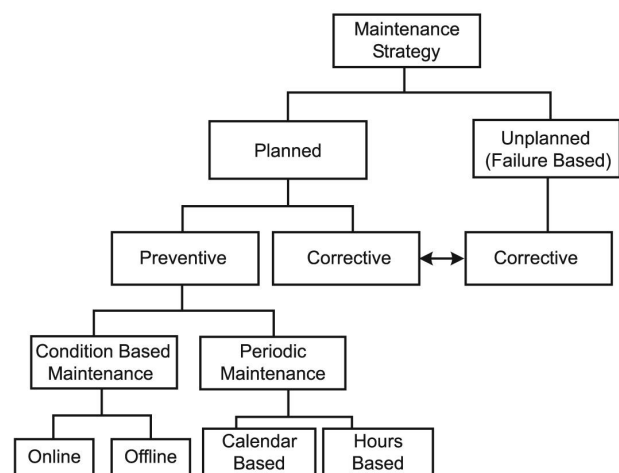 Maintenance
Strategy
Planned
Unplanned
(Failure Based)
Preventive
Corrective
Corrective
Condition Based
Maintenance
Periodic
Maintenance
Online
Offline
Calendar
Based
Hours
Based